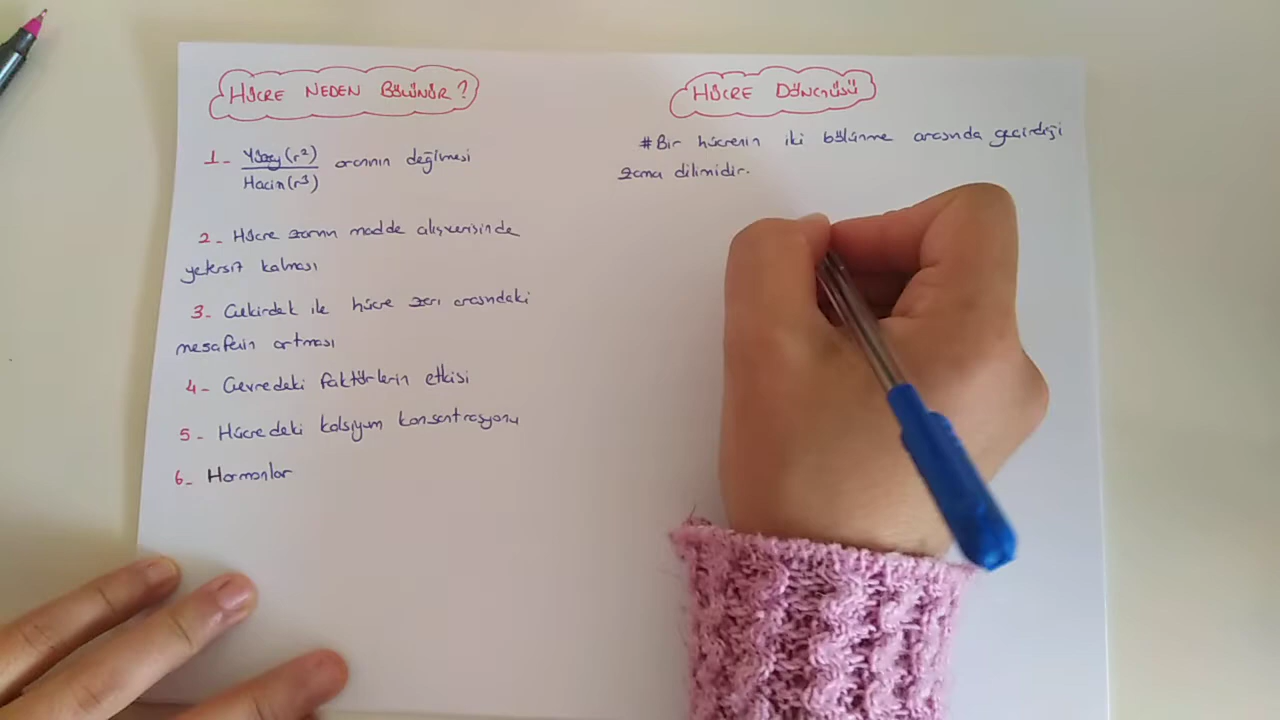 HÜCRE NEDEN BÖLÜNÜR?
1- Yüzey (r²)
Hacim (r³) oranının değişmesi
2- Hücre zarının madde alışverişinde
yetersiz kalması
3- Çekirdek ile hücre zarı arasındaki
mesafenin artması
4- Çevredeki faktörlerin etkisi
5- Hücredeki kalsiyum konsantrasyonu
6- Hormonlar
HÜCRE DÖNGÜSÜ
#Bir hücrenin iki bölünme arasında geçirdiği
zama dilimidir.